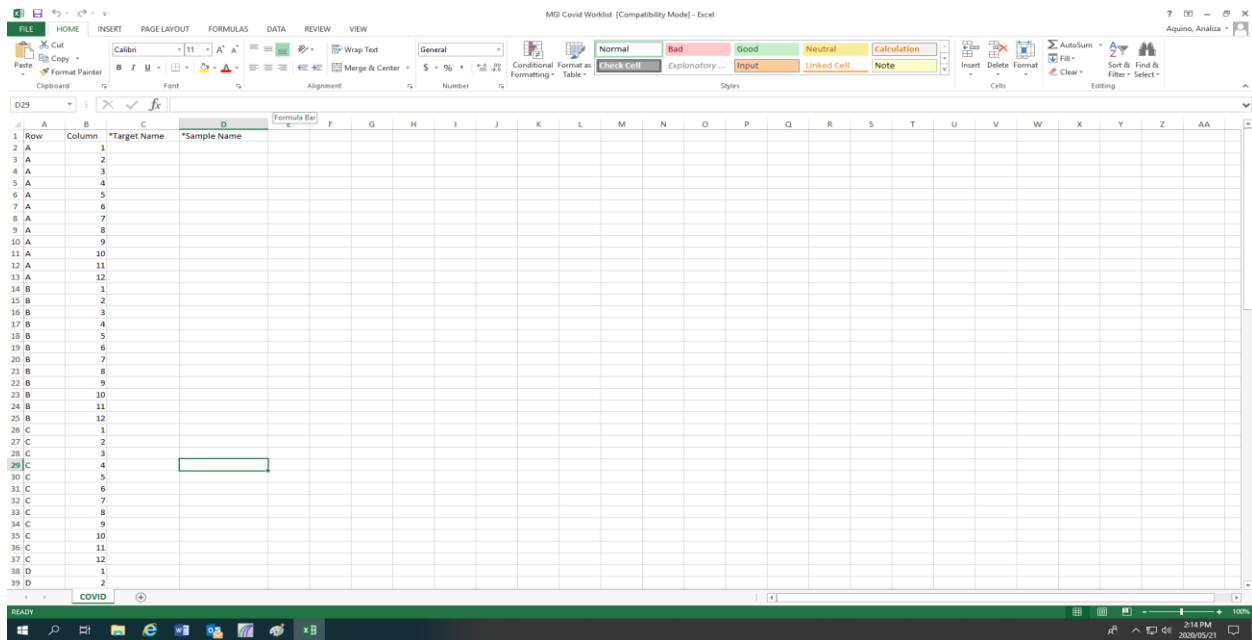 MGI Covid Worklist [Compatibility Mode] - Excel
FILE HOME INSERT PAGE LAYOUT FORMULAS DATA REVIEW VIEW Aquino, Analiza
Paste Cut Calibri 11 Wrap Text General Conditional Formatting Format as Table Normal Bad Good Neutral Calculation Insert Delete Format AutoSum Sort & Filter Find & Select
Copy Fill
Format Painter B I U A Merge & Center $ % Check Cell Explanatory ... Input Linked Cell Note Clear
Clipboard Font Alignment Number Styles Cells Editing
D29 fx
Formula Bar
A B C D E F G H I J K L M N O P Q R S T U V W X Y Z AA
1 Row Column *Target Name *Sample Name
2 A 1
3 A 2
4 A 3
5 A 4
6 A 5
7 A 6
8 A 7
9 A 8
10 A 9
11 A 10
12 A 11
13 A 12
14 B 1
15 B 2
16 B 3
17 B 4
18 B 5
19 B 6
20 B 7
21 B 8
22 B 9
23 B 10
24 B 11
25 B 12
26 C 1
27 C 2
28 C 3
29 C 4
30 C 5
31 C 6
32 C 7
33 C 8
34 C 9
35 C 10
36 C 11
37 C 12
38 D 1
39 D 2
COVID
READY 100%
2:14 PM
2020/05/21